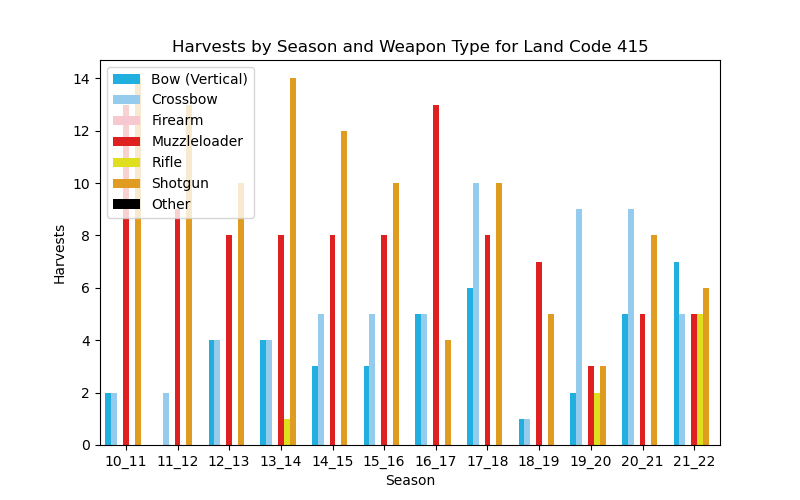 Harvests by Season and Weapon Type for Land Code 415
Harvests
14
12
10
8
6
4
2
0
Bow (Vertical)
Crossbow
Firearm
Muzzleloader
Rifle
Shotgun
Other
10_11 11_12 12_13 13_14 14_15 15_16 16_17 17_18 18_19 19_20 20_21 21_22
Season